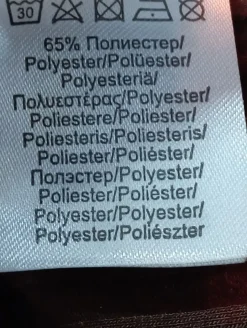 30
65% Полиестер/
Polyester/Polüester/
Polyesteriä/
Πολυεστέρας/Polyester/
Poliestere/Poliester/
Poliesteris/Poliesteris/
Poliester/Poliéster/
Полэстер/Polyester/
Poliester/Poliéster/
Polyester/Polyester/
Polyester/Poliészter